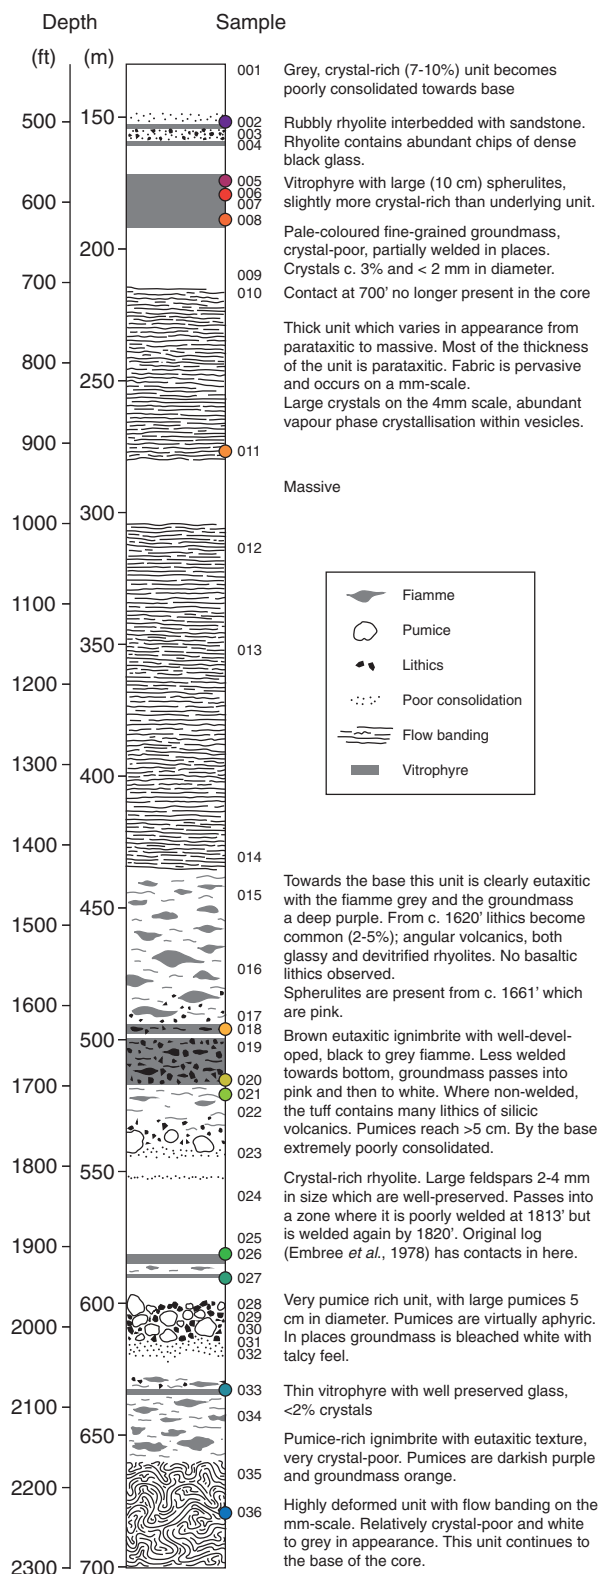 Depth
Sample
(ft)
(m)
001
Grey, crystal-rich (7-10%) unit becomes
poorly consolidated towards base
500
150
002
003
004
Rubbly rhyolite interbedded with sandstone.
Rhyolite contains abundant chips of dense
black glass.
600
005
006
007
008
Vitrophyre with large (10 cm) spherulites,
slightly more crystal-rich than underlying unit.
200
Pale-coloured fine-grained groundmass,
crystal-poor, partially welded in places.
Crystals c. 3% and < 2 mm in diameter.
700
009
010
Contact at 700' no longer present in the core
800
250
Thick unit which varies in appearance from
parataxitic to massive. Most of the thickness
of the unit is parataxitic. Fabric is pervasive
and occurs on a mm-scale.
Large crystals on the 4mm scale, abundant
vapour phase crystallisation within vesicles.
900
011
Massive
1000
300
012
1100
350
013
1200
1300
400
1400
014
Fiamme
Pumice
Lithics
Poor consolidation
Flow banding
Vitrophyre
450
1500
015
016
Towards the base this unit is clearly eutaxitic
with the fiamme grey and the groundmass
a deep purple. From c. 1620' lithics become
common (2-5%); angular volcanics, both
glassy and devitrified rhyolites. No basaltic
lithics observed.
Spherulites are present from c. 1661' which
are pink.
1600
500
1700
017
018
019
020
021
022
023
Brown eutaxitic ignimbrite with well-devel-
oped, black to grey fiamme. Less welded
towards bottom, groundmass passes into
pink and then to white. Where non-welded,
the tuff contains many lithics of silicic
volcanics. Pumices reach >5 cm. By the base
extremely poorly consolidated.
1800
550
1900
024
025
026
027
Crystal-rich rhyolite. Large feldspars 2-4 mm
in size which are well-preserved. Passes into
a zone where it is poorly welded at 1813' but
is welded again by 1820'. Original log
(Embree et al., 1978) has contacts in here.
600
2000
028
029
030
031
032
Very pumice rich unit, with large pumices 5
cm in diameter. Pumices are virtually aphyric.
In places groundmass is bleached white with
talcy feel.
2100
033
Thin vitrophyre with well preserved glass,
<2% crystals
650
034
Pumice-rich ignimbrite with eutaxitic texture,
very crystal-poor. Pumices are darkish purple
and groundmass orange.
2200
035
036
Highly deformed unit with flow banding on the
mm-scale. Relatively crystal-poor and white
to grey in appearance. This unit continues to
the base of the core.
2300
700